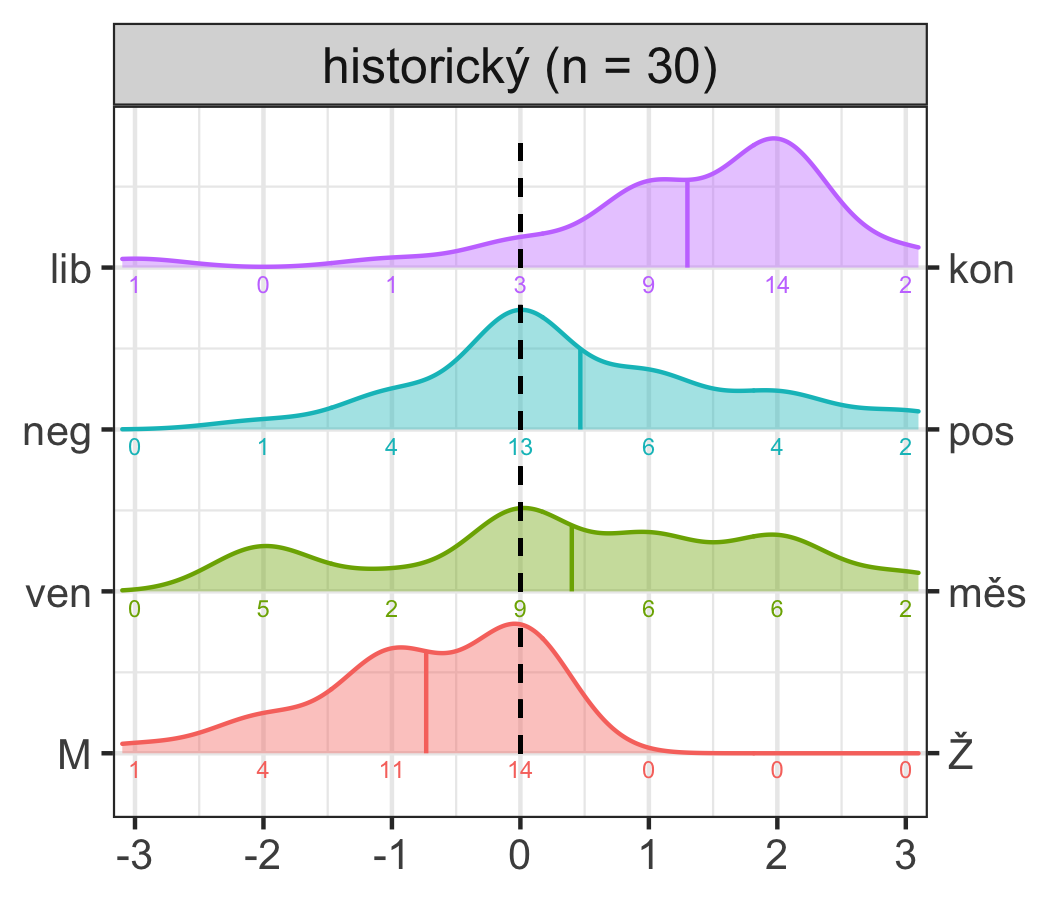 historický (n = 30)
lib kon
1 0 1 3 9 14 2
neg pos
0 1 4 13 6 4 2
ven měs
0 5 2 9 6 6 2
M Ž
1 4 11 14 0 0 0
-3 -2 -1 0 1 2 3